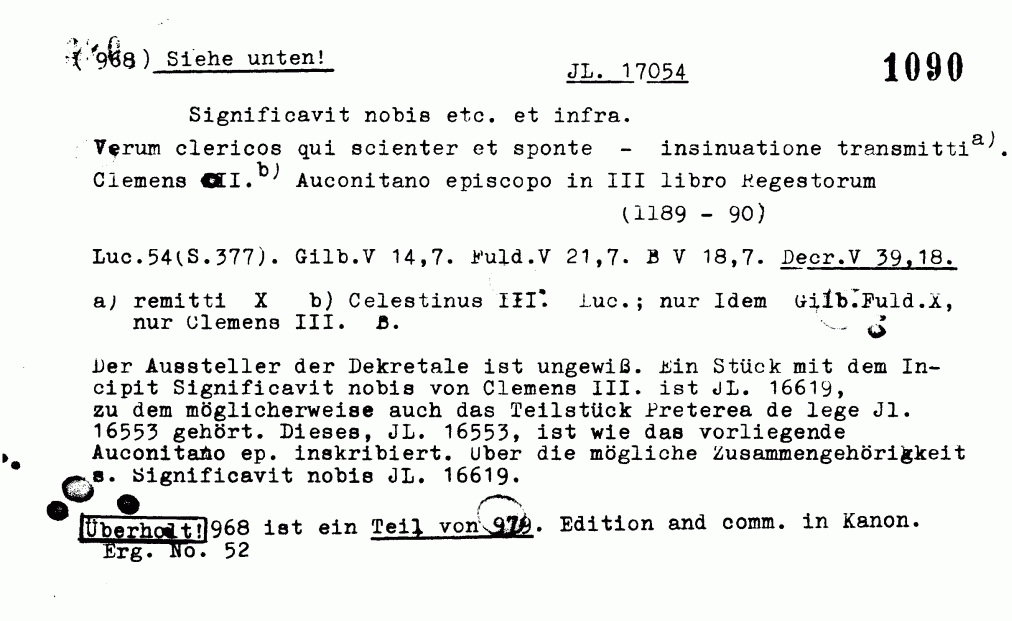 (968) Siehe unten!
JL. 17054
1090
Significavit nobis etc. et infra.
Verum clericos qui scienter et sponte - insinuatione transmitti a).
Clemens III. b) Auconitano episcopo in III libro Regestorum
(1189 - 90)
Luc.54(S.377). Gilb.V 14,7. Fuld.V 21,7. B V 18,7. Decr.V 39,18.
a) remitti X b) Celestinus III. Luc.; nur Idem Gilb.Fuld.X,
nur Clemens III. B.
Der Aussteller der Dekretale ist ungewiß. Ein Stück mit dem In-
cipit Significavit nobis von Clemens III. ist JL. 16619,
zu dem möglicherweise auch das Teilstück Preterea de lege Jl.
16553 gehört. Dieses, JL. 16553, ist wie das vorliegende
Auconitano ep. inskribiert. Über die mögliche Zusammengehörigkeit
s. Significavit nobis JL. 16619.
Überholt! 968 ist ein Teil von 979. Edition and comm. in Kanon.
Erg. No. 52